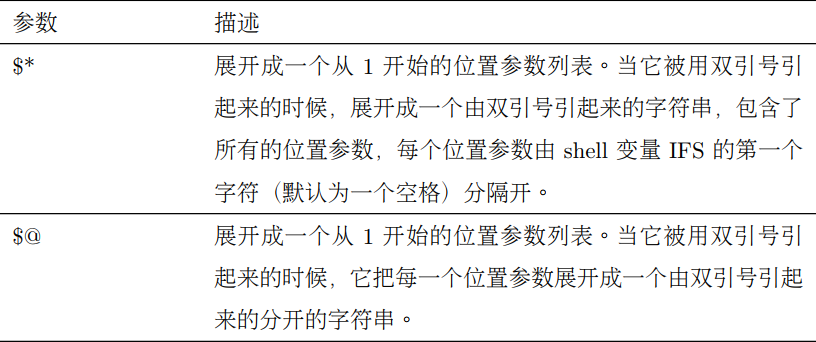 参数 描述
$* 展开成一个从 1 开始的位置参数列表。当它被用双引号引
起来的时候，展开成一个由双引号引起来的字符串，包含了
所有的位置参数，每个位置参数由 shell 变量 IFS 的第一个
字符（默认为一个空格）分隔开。
$@ 展开成一个从 1 开始的位置参数列表。当它被用双引号引
起来的时候，它把每一个位置参数展开成一个由双引号引起
来的分开的字符串。